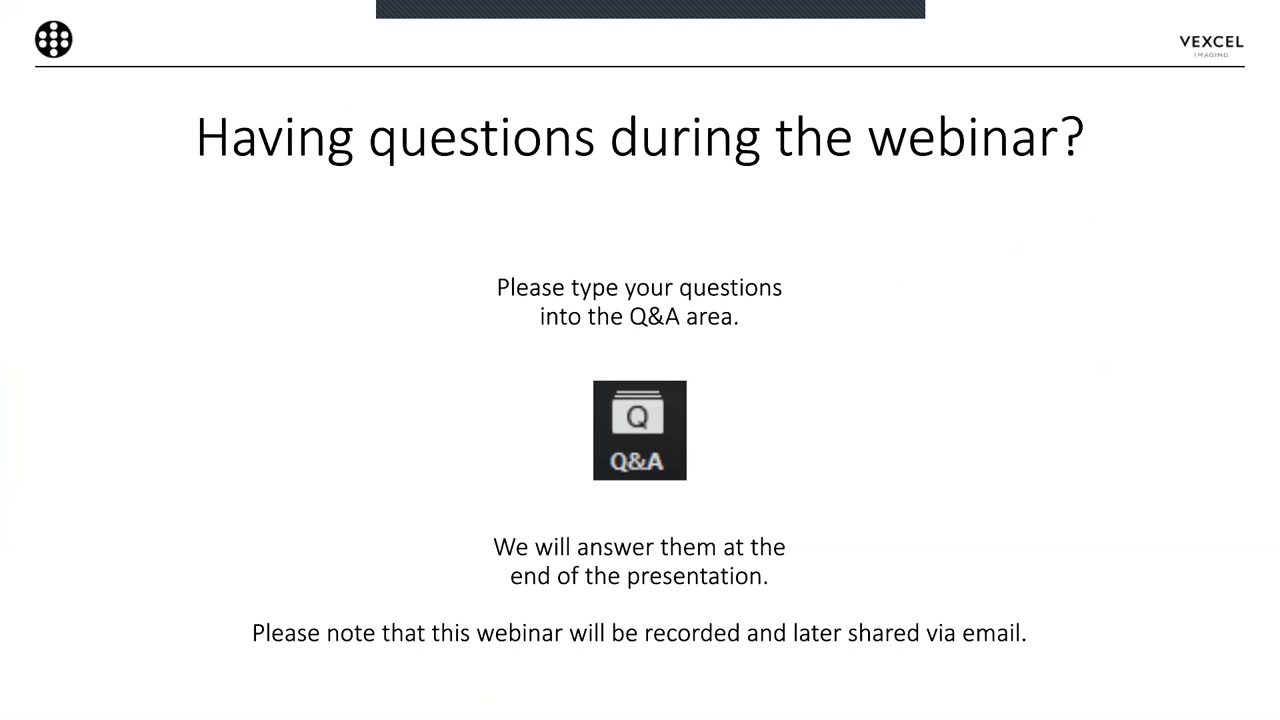 VEXCEL
IMAGING
Having questions during the webinar?
Please type your questions
into the Q&A area.
Q
Q&A
We will answer them at the
end of the presentation.
Please note that this webinar will be recorded and later shared via email.